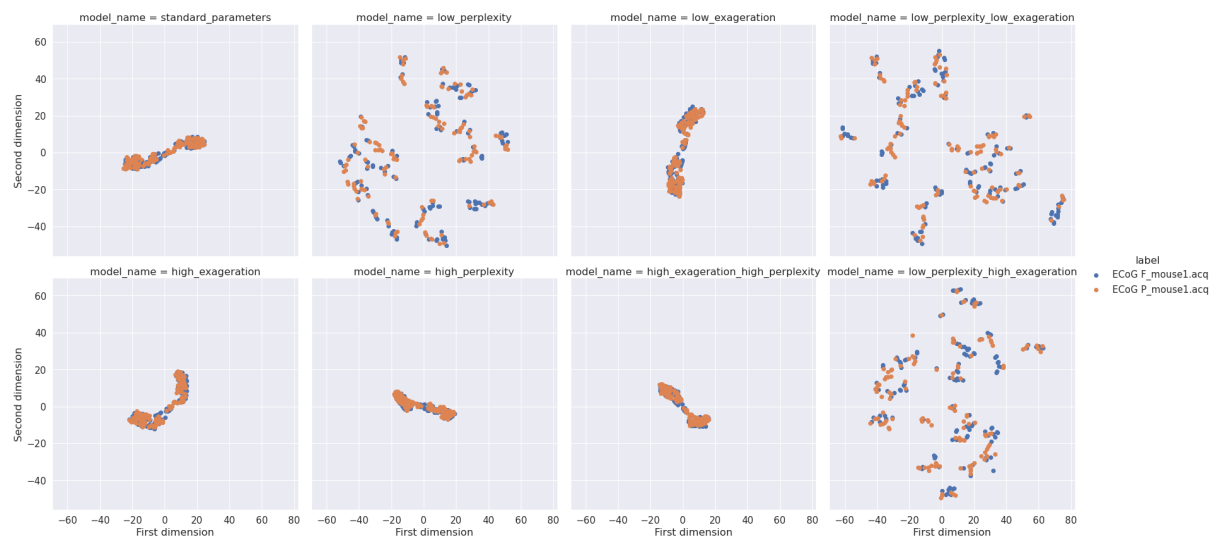 model_name = standard_parameters
model_name = low_perplexity
model_name = low_exageration
model_name = low_perplexity_low_exageration
60
40
20
0
−20
−40
Second dimension
label
ECoG F_mouse1.acq
ECoG P_mouse1.acq
model_name = high_exageration
model_name = high_perplexity
model_name = high_exageration_high_perplexity
model_name = low_perplexity_high_exageration
60
40
20
0
−20
−40
Second dimension
−60 −40 −20 0 20 40 60 80
−60 −40 −20 0 20 40 60 80
−60 −40 −20 0 20 40 60 80
−60 −40 −20 0 20 40 60 80
First dimension
First dimension
First dimension
First dimension